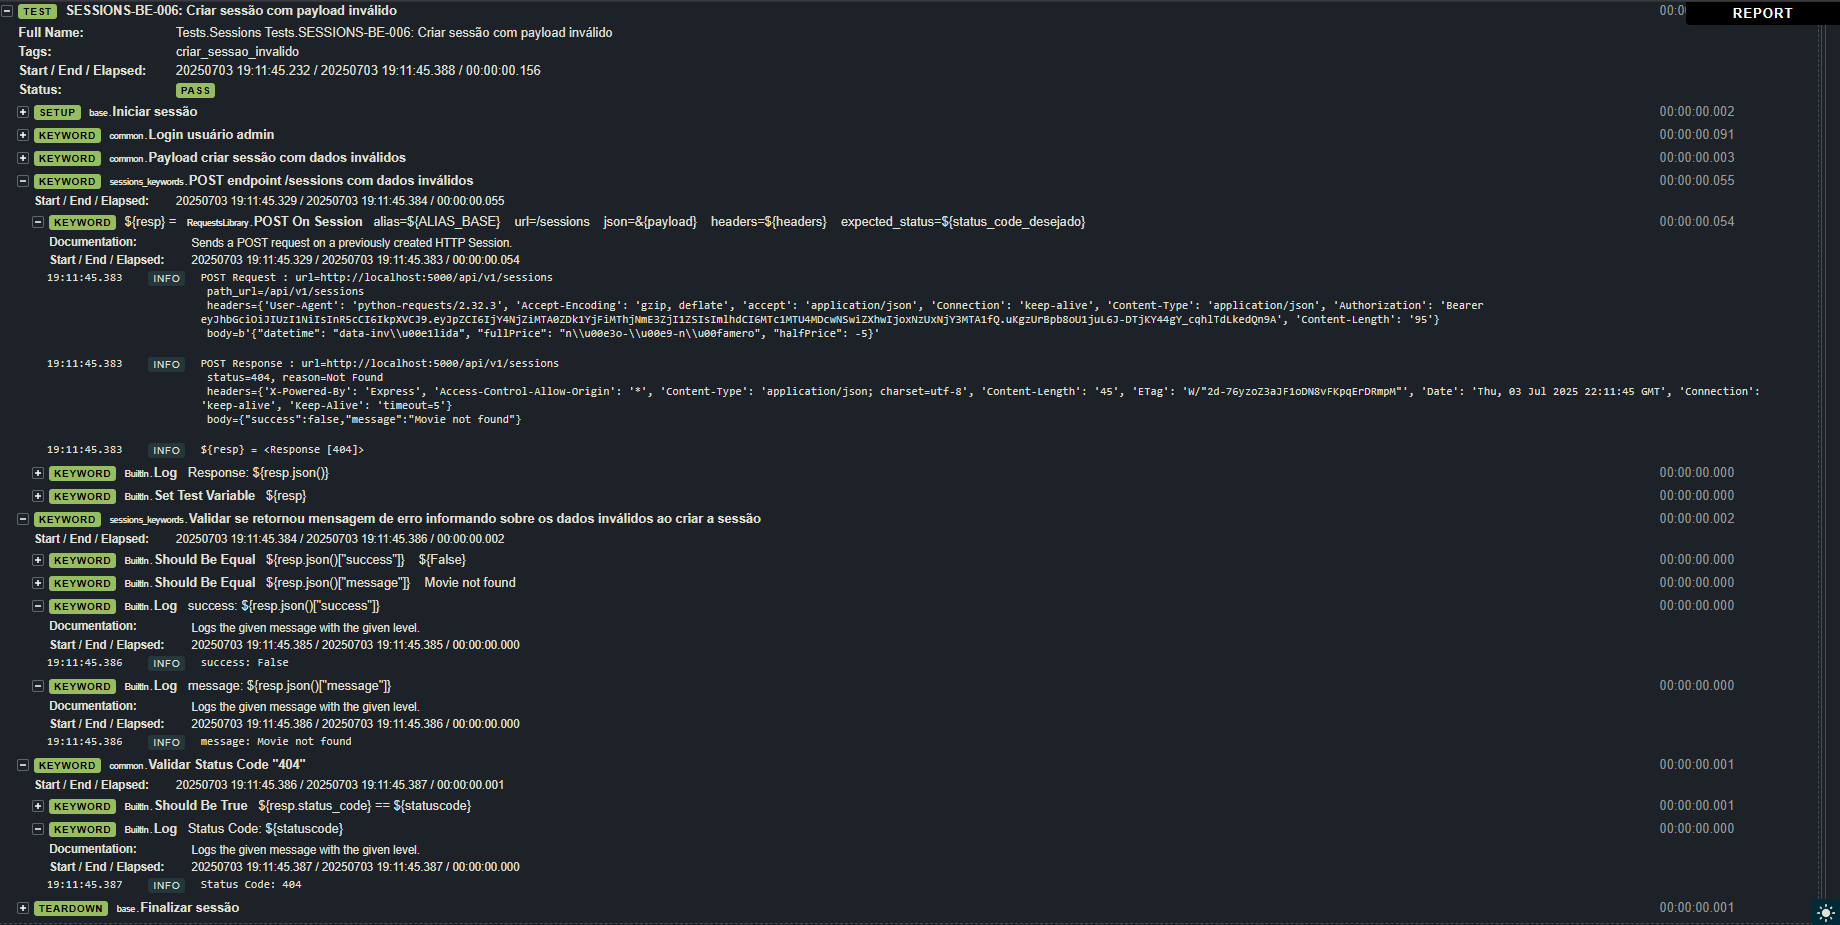 TEST SESSIONS-BE-006: Criar sessão com payload inválido 00:00
REPORT
Full Name: Tests.Sessions Tests.SESSIONS-BE-006: Criar sessão com payload inválido
Tags: criar_sessao_invalido
Start / End / Elapsed: 20250703 19:11:45.232 / 20250703 19:11:45.388 / 00:00:00.156
Status: PASS
SETUP base.Iniciar sessão 00:00:00.002
KEYWORD common.Login usuário admin 00:00:00.091
KEYWORD common.Payload criar sessão com dados inválidos 00:00:00.003
KEYWORD sessions_keywords.POST endpoint /sessions com dados inválidos 00:00:00.055
Start / End / Elapsed: 20250703 19:11:45.329 / 20250703 19:11:45.384 / 00:00:00.055
KEYWORD ${resp} = RequestsLibrary.POST On Session alias=${ALIAS_BASE} url=/sessions json=&{payload} headers=${headers} expected_status=${status_code_desejado} 00:00:00.054
Documentation: Sends a POST request on a previously created HTTP Session.
Start / End / Elapsed: 20250703 19:11:45.329 / 20250703 19:11:45.383 / 00:00:00.054
19:11:45.383 INFO POST Request : url=http://localhost:5000/api/v1/sessions
path_url=/api/v1/sessions
headers={'User-Agent': 'python-requests/2.32.3', 'Accept-Encoding': 'gzip, deflate', 'accept': 'application/json', 'Connection': 'keep-alive', 'Content-Type': 'application/json', 'Authorization': 'Bearer
', 'Content-Length': '95'}
body=b'{"datetime": "data-inv\\u00e1lida", "fullPrice": "n\\u00e3o-\\u00e9-n\\u00famero", "halfPrice": -5}'
19:11:45.383 INFO POST Response : url=http://localhost:5000/api/v1/sessions
status=404, reason=Not Found
headers={'X-Powered-By': 'Express', 'Access-Control-Allow-Origin': '*', 'Content-Type': 'application/json; charset=utf-8', 'Content-Length': '45', 'ETag': 'W/"2d-76yzoZ3aJF1oDN8vFKpqErDRmpM"', 'Date': 'Thu, 03 Jul 2025 22:11:45 GMT', 'Connection':
'keep-alive', 'Keep-Alive': 'timeout=5'}
body={"success":false,"message":"Movie not found"}
19:11:45.383 INFO ${resp} = <Response [404]>
KEYWORD BuiltIn.Log Response: ${resp.json()} 00:00:00.000
KEYWORD BuiltIn.Set Test Variable ${resp} 00:00:00.000
KEYWORD sessions_keywords.Validar se retornou mensagem de erro informando sobre os dados inválidos ao criar a sessão 00:00:00.002
Start / End / Elapsed: 20250703 19:11:45.384 / 20250703 19:11:45.386 / 00:00:00.002
KEYWORD BuiltIn.Should Be Equal ${resp.json()["success"]} ${False} 00:00:00.000
KEYWORD BuiltIn.Should Be Equal ${resp.json()["message"]} Movie not found 00:00:00.000
KEYWORD BuiltIn.Log success: ${resp.json()["success"]} 00:00:00.000
Documentation: Logs the given message with the given level.
Start / End / Elapsed: 20250703 19:11:45.385 / 20250703 19:11:45.385 / 00:00:00.000
19:11:45.386 INFO success: False
KEYWORD BuiltIn.Log message: ${resp.json()["message"]} 00:00:00.000
Documentation: Logs the given message with the given level.
Start / End / Elapsed: 20250703 19:11:45.386 / 20250703 19:11:45.386 / 00:00:00.000
19:11:45.386 INFO message: Movie not found
KEYWORD common.Validar Status Code "404" 00:00:00.001
Start / End / Elapsed: 20250703 19:11:45.386 / 20250703 19:11:45.387 / 00:00:00.001
KEYWORD BuiltIn.Should Be True ${resp.status_code} == ${statuscode} 00:00:00.001
KEYWORD BuiltIn.Log Status Code: ${statuscode} 00:00:00.000
Documentation: Logs the given message with the given level.
Start / End / Elapsed: 20250703 19:11:45.387 / 20250703 19:11:45.387 / 00:00:00.000
19:11:45.387 INFO Status Code: 404
TEARDOWN base.Finalizar sessão 00:00:00.001